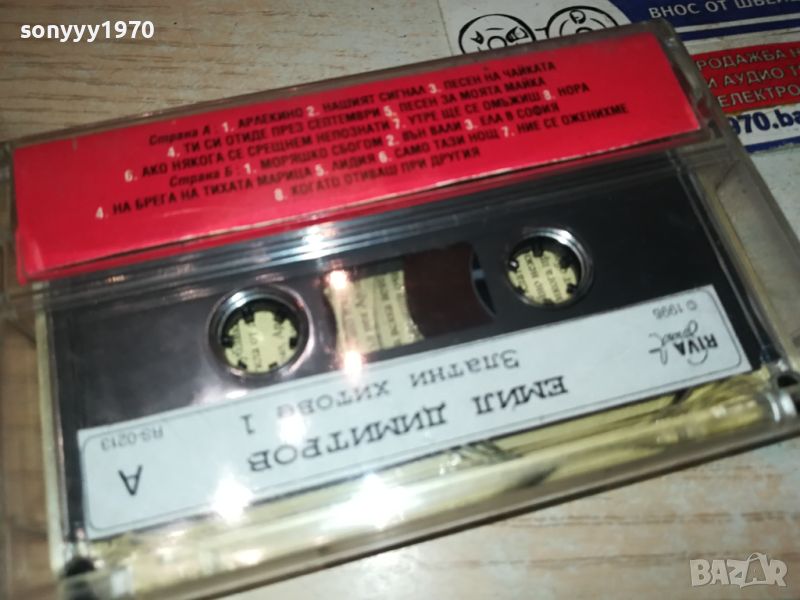 sonyyy1970
ВНОС ОТ ШВЕЙЦ
РОДАЖБА Н
И АУДИО
ЕЛЕКТРО
970.ba
Страна А: 1. АРЛЕКИНО 2. НАШИЯТ СИГНАЛ 3. ПЕСЕН НА ЧАЙКАТА
4. ТИ СИ ОТИДЕ ПРЕЗ СЕПТЕМВРИ 5. ПЕСЕН ЗА МОЯТА МАЙКА
6. АКО НЯКОГА СЕ СРЕЩНЕМ НЕПОЗНАТИ 7. УТРЕ ЩЕ СЕ ОМЪЖИШ 8. НОРА
Страна Б: 1. МОРЯШКО СБОГОМ 2. ВЪН ВАЛИ 3. ЕЛА В СОФИЯ
4. НА БРЕГА НА ТИХАТА МАРИЦА 5. ЛИДИЯ 6. САМО ТАЗИ НОЩ 7. НИЕ СЕ ОЖЕНИХМЕ
8. КОГАТО ОТИВАШ ПРИ ДРУГИЯ
A
ЕМИЛ ДИМИТРОВ
Златни хитове 1
RS-0213
RIVA
Sound
© 1996
BAZAR